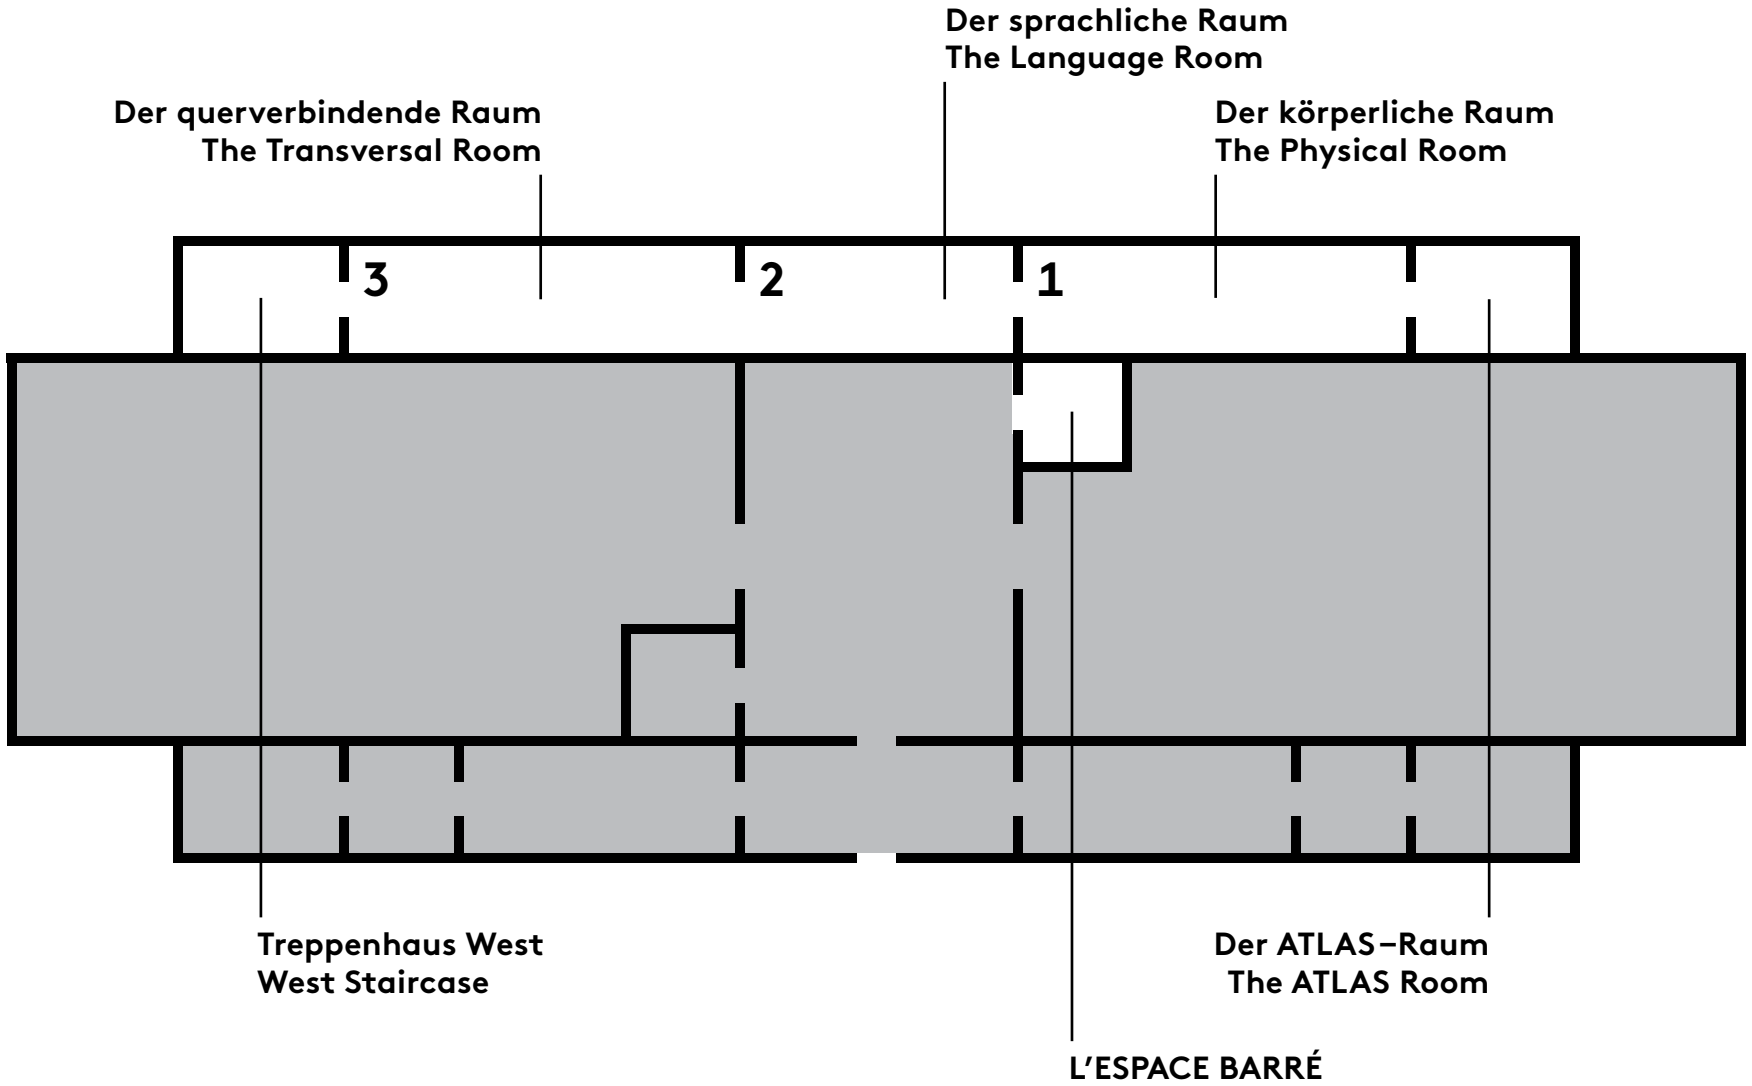 Der sprachliche Raum
The Language Room
Der querverbindende Raum
The Transversal Room
Der körperliche Raum
The Physical Room
3
2
1
Treppenhaus West
West Staircase
Der ATLAS–Raum
The ATLAS Room
L’ESPACE BARRÉ